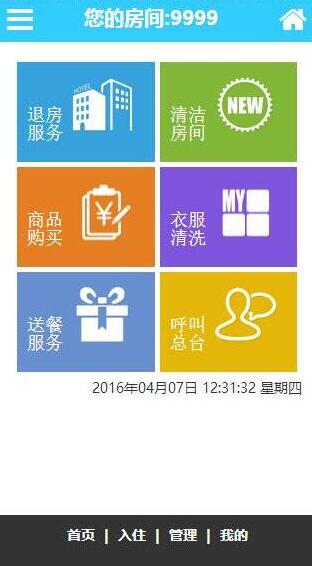 您的房间:9999
退房
服务
HOTEL
清洁
房间
NEW
商品
购买
¥
衣服
清洗
MY
送餐
服务
呼叫
总台
2016年04月07日 12:31:32 星期四
首页 | 入住 | 管理 | 我的